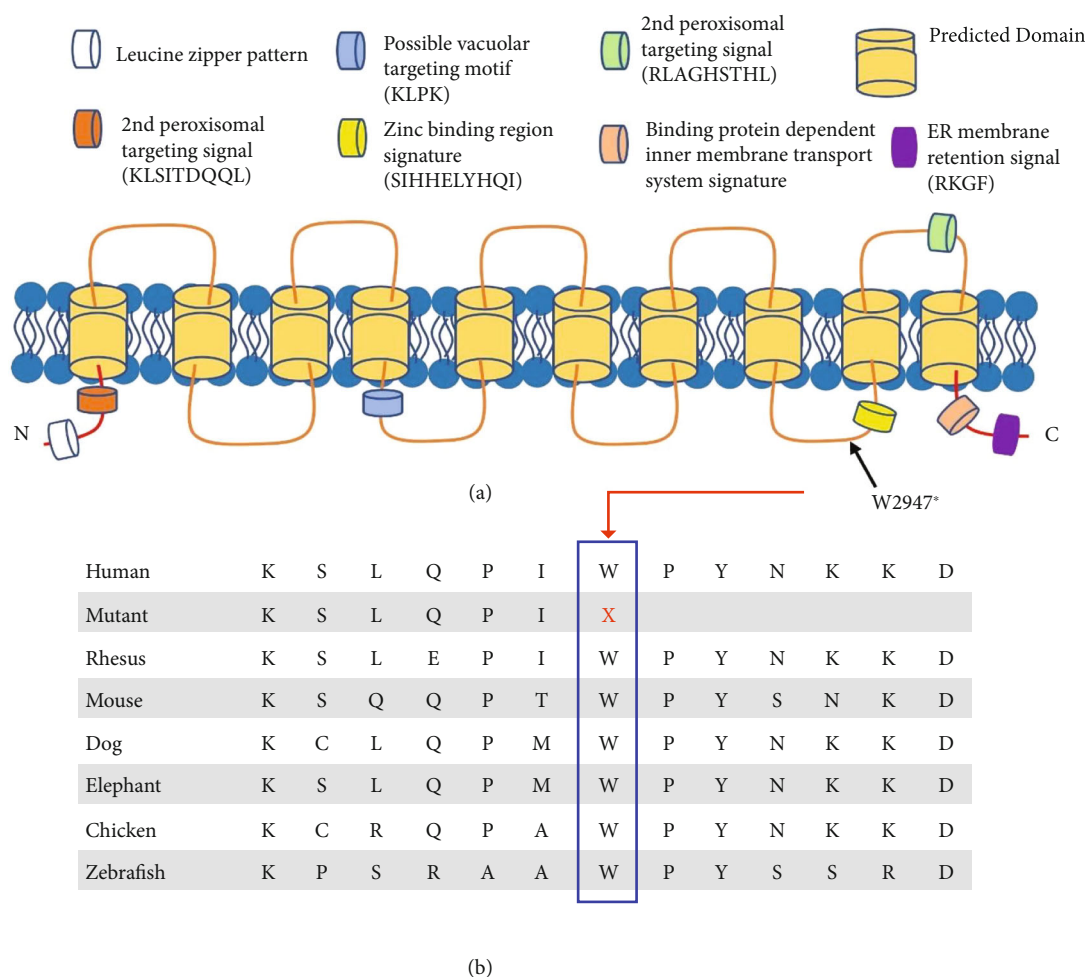 Leucine zipper pattern
Possible vacuolar
targeting motif
(KLPK)
2nd peroxisomal
targeting signal
(RLAGHSTHL)
Predicted Domain
2nd peroxisomal
targeting signal
(KLSITDQQL)
Zinc binding region
signature
(SIHHELYHQI)
Binding protein dependent
inner membrane transport
system signature
ER membrane
retention signal
(RKGF)
N
C
W2947*
(a)
Human K S L Q P I W P Y N K K D
Mutant K S L Q P I X
Rhesus K S L E P I W P Y N K K D
Mouse K S Q Q P T W P Y S N K D
Dog K C L Q P M W P Y N K K D
Elephant K S L Q P M W P Y N K K D
Chicken K C R Q P A W P Y N K K D
Zebrafish K P S R A A W P Y S S R D
(b)